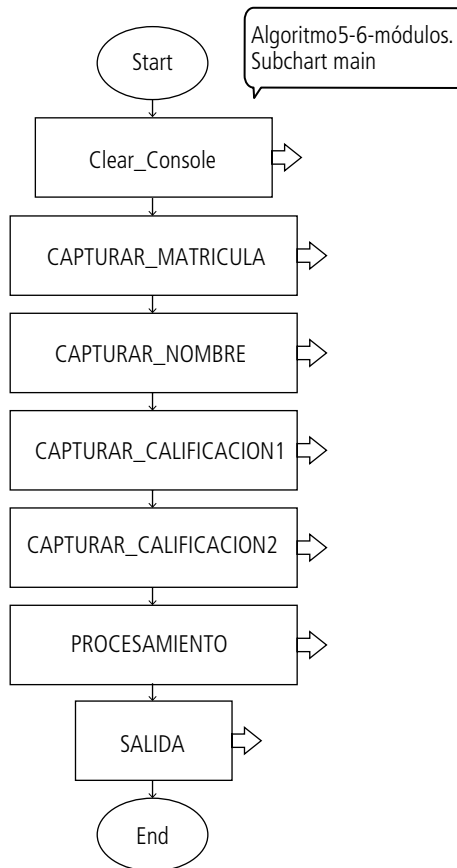 Algoritmo5-6-módulos.
Subchart main
Start
Clear_Console
CAPTURAR_MATRICULA
CAPTURAR_NOMBRE
CAPTURAR_CALIFICACION1
CAPTURAR_CALIFICACION2
PROCESAMIENTO
SALIDA
End